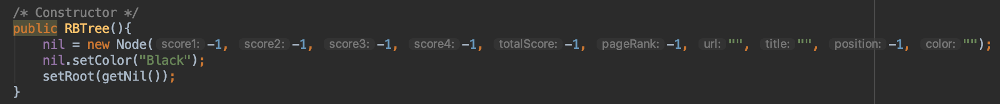 /* Constructor */
public RBTree(){
nil = new Node( score1: -1, score2: -1, score3: -1, score4: -1, totalScore: -1, pageRank: -1, url: "", title: "", position: -1, color: "");
nil.setColor("Black");
setRoot(getNil());
}